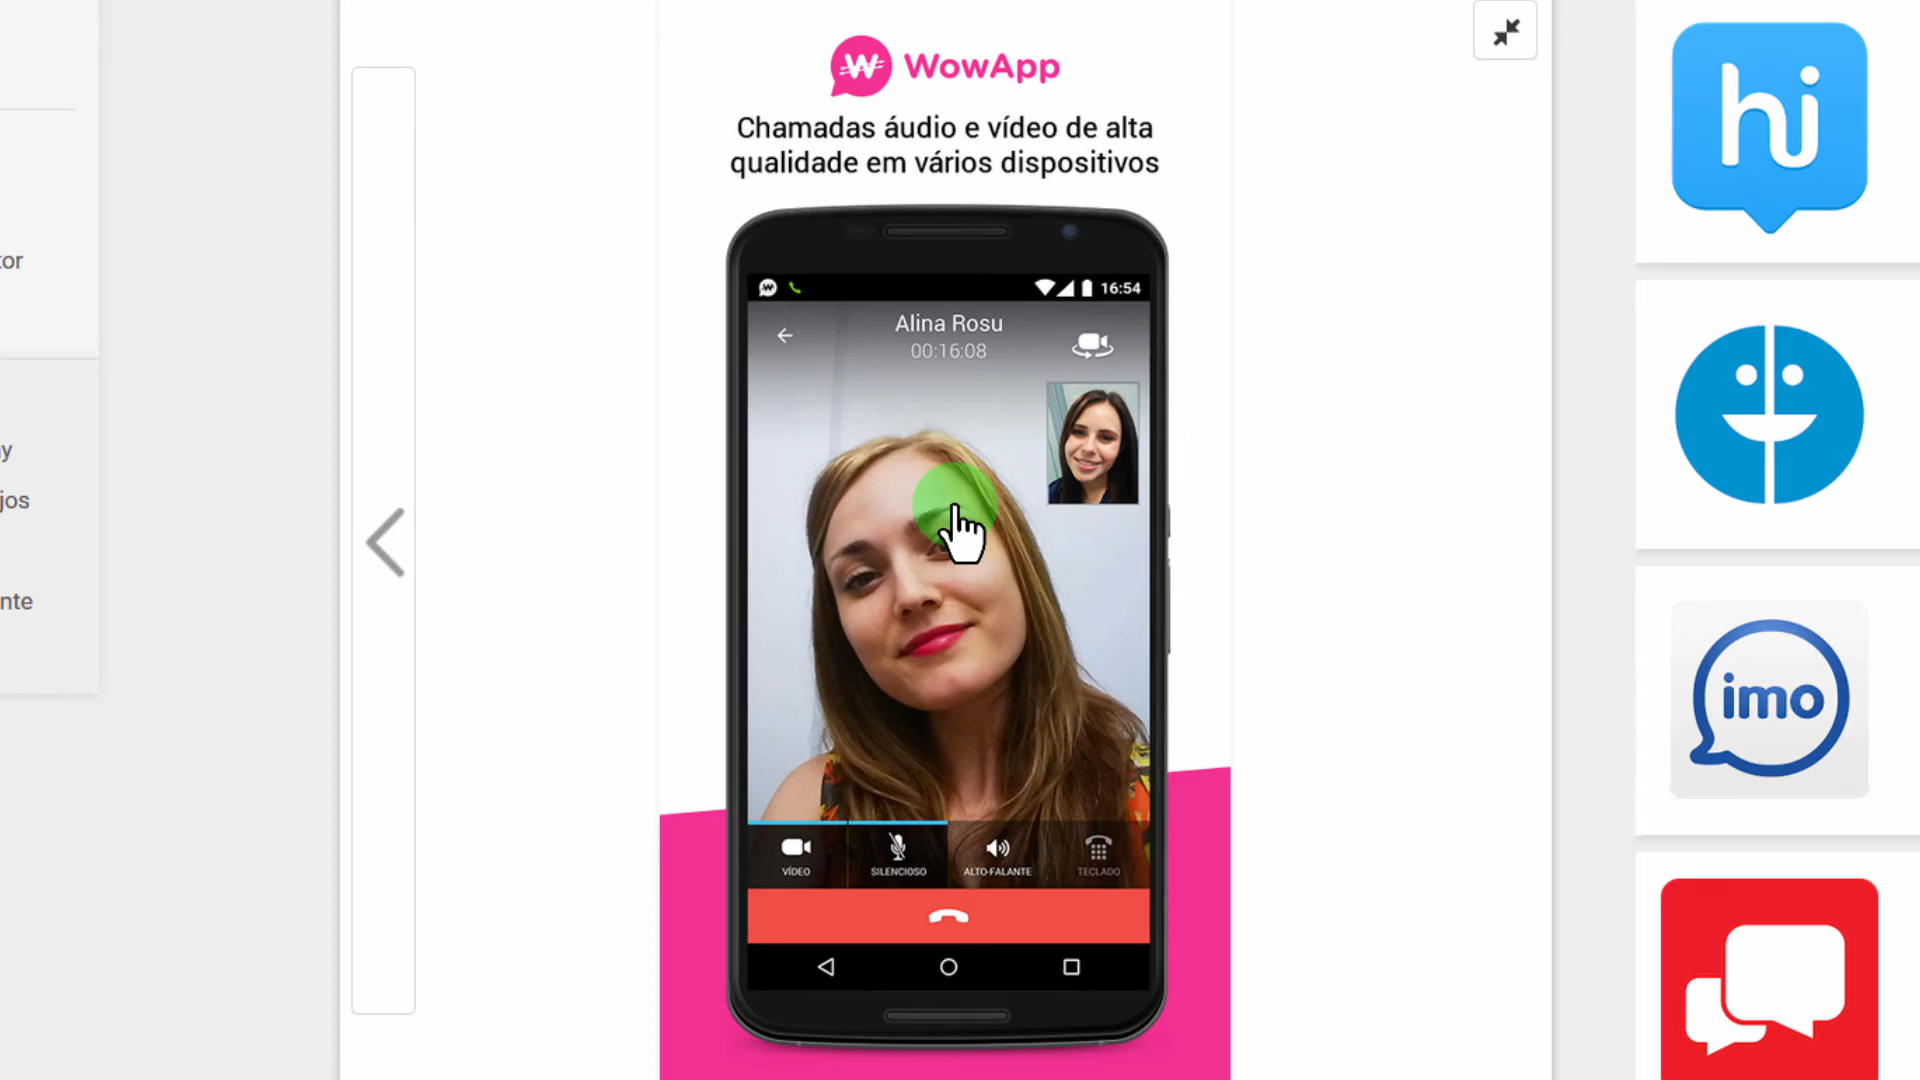 WowApp
Chamadas áudio e vídeo de alta
qualidade em vários dispositivos
16:54
Alina Rosu
00:16:08
VÍDEO
SILENCIOSO
ALTO-FALANTE
TECLADO
tor
y
jos
nte
hi
imo